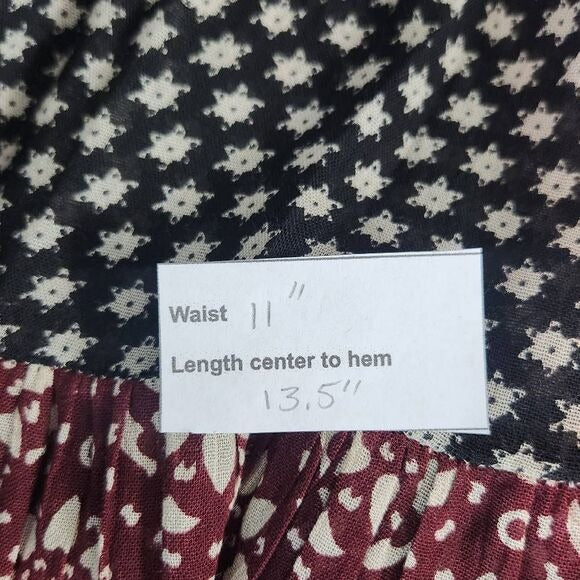 Waist 11"
Length center to hem
13.5"